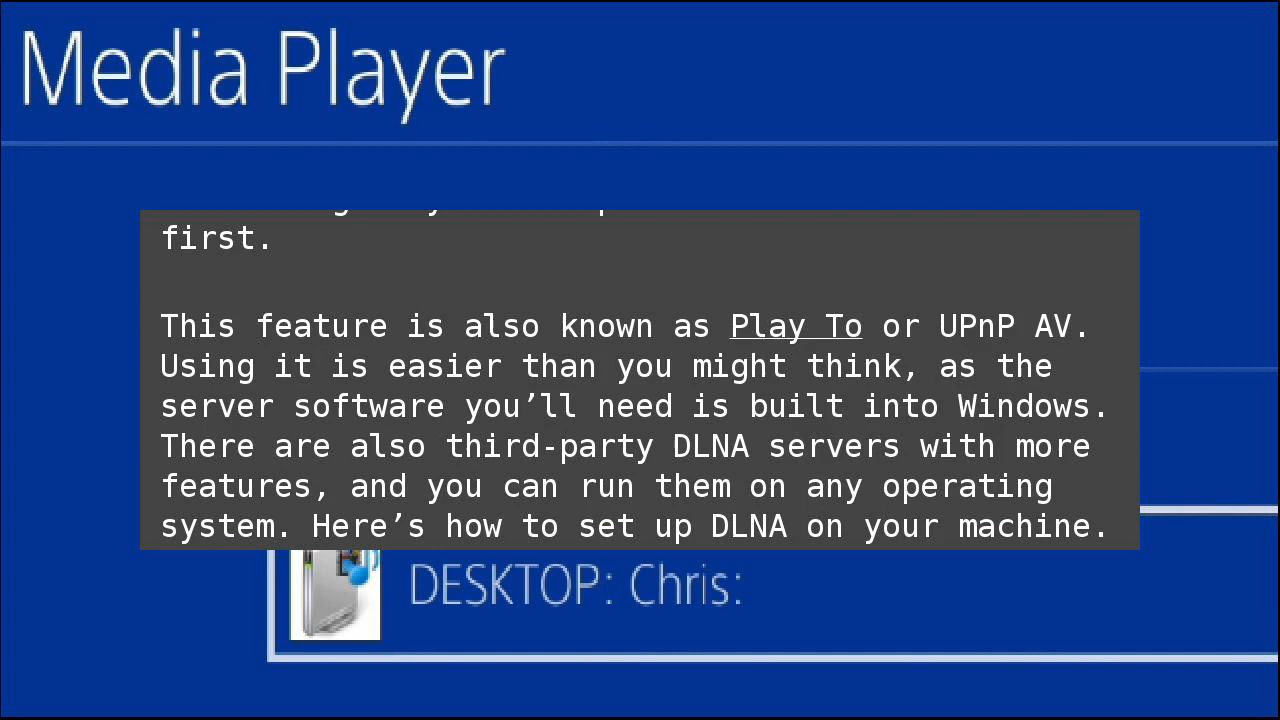 Media Player
first.
This feature is also known as Play To or UPnP AV.
Using it is easier than you might think, as the
server software you’ll need is built into Windows.
There are also third-party DLNA servers with more
features, and you can run them on any operating
system. Here’s how to set up DLNA on your machine.
DESKTOP: Chris: